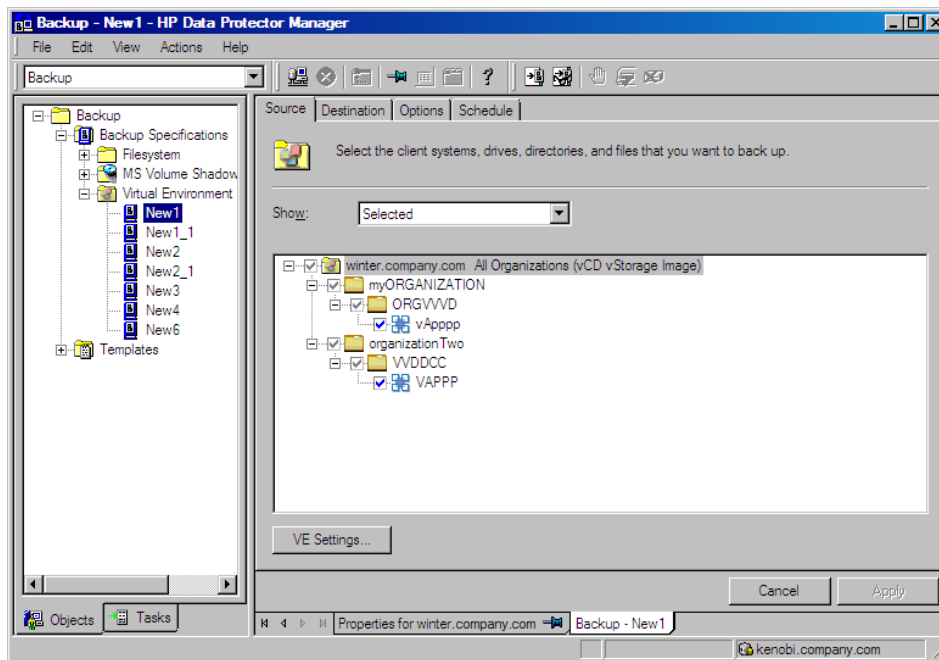 Backup - New1 - HP Data Protector Manager
File Edit View Actions Help
Backup
Backup
Backup Specifications
Filesystem
MS Volume Shadow
Virtual Environment
New1
New1_1
New2
New2_1
New3
New4
New6
Templates
Objects Tasks
Source Destination Options Schedule
Select the client systems, drives, directories, and files that you want to back up.
Show: Selected
winter.company.com All Organizations (vCD vStorage Image)
myORGANIZATION
ORGVVVD
vApppp
organizationTwo
VVDDCC
VAPPP
VE Settings...
Cancel Apply
Properties for winter.company.com Backup - New1
kenobi.company.com